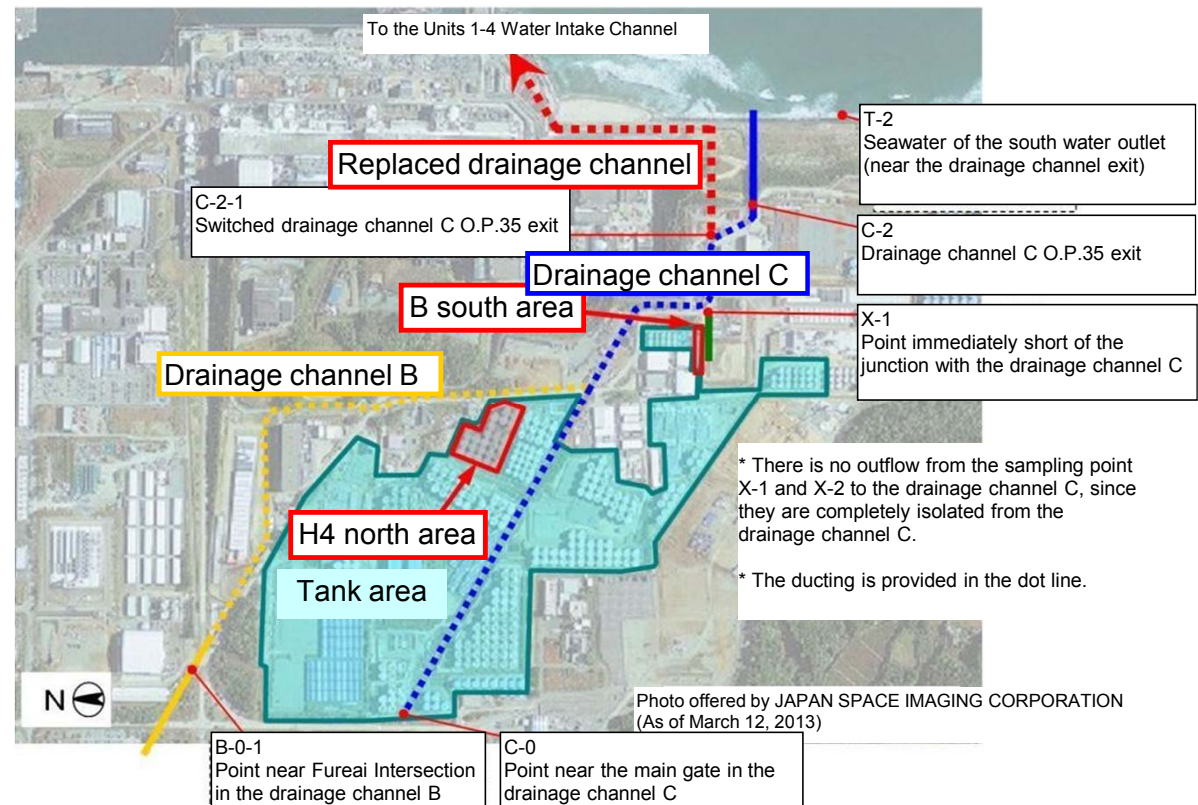 To the Units 1-4 Water Intake Channel
T-2
Seawater of the south water outlet
(near the drainage channel exit)
Replaced drainage channel
C-2-1
Switched drainage channel C O.P.35 exit
C-2
Drainage channel C O.P.35 exit
Drainage channel C
B south area
X-1
Point immediately short of the
junction with the drainage channel C
Drainage channel B
* There is no outflow from the sampling point
X-1 and X-2 to the drainage channel C, since
they are completely isolated from the
drainage channel C.
H4 north area
* The ducting is provided in the dot line.
Tank area
N
Photo offered by JAPAN SPACE IMAGING CORPORATION
(As of March 12, 2013)
B-0-1
Point near Fureai Intersection
in the drainage channel B
C-0
Point near the main gate in the
drainage channel C